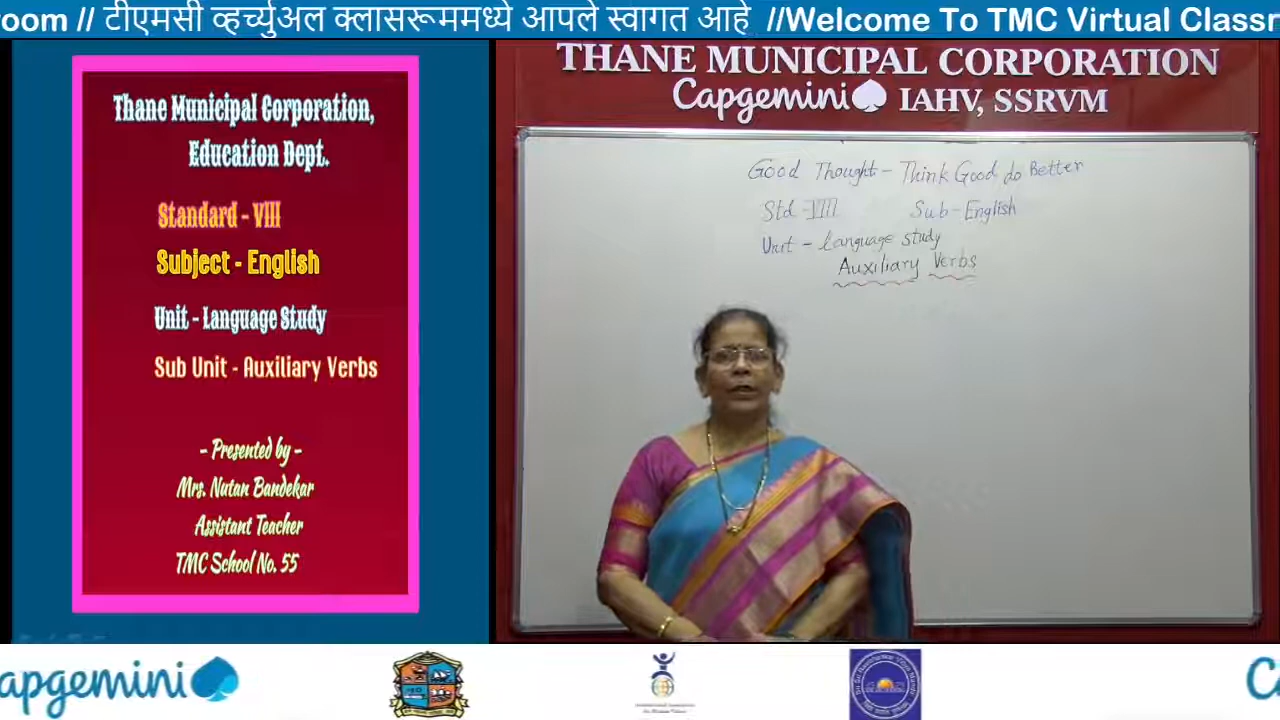 oom // टीएमसी व्हर्च्युअल क्लासरूममध्ये आपले स्वागत आहे //Welcome To TMC Virtual Classr
Thane Municipal Corporation,
Education Dept.
Standard - VIII
Subject - English
Unit - Language Study
Sub Unit - Auxiliary Verbs
- Presented by -
Mrs. Nutan Bandekar
Assistant Teacher
TMC School No. 55
THANE MUNICIPAL CORPORATION
Capgemini IAHV, SSRVM
Good Thought - Think Good do Better
Std - VIII Sub - English
Unit - language study
Auxiliary Verbs
apgemini